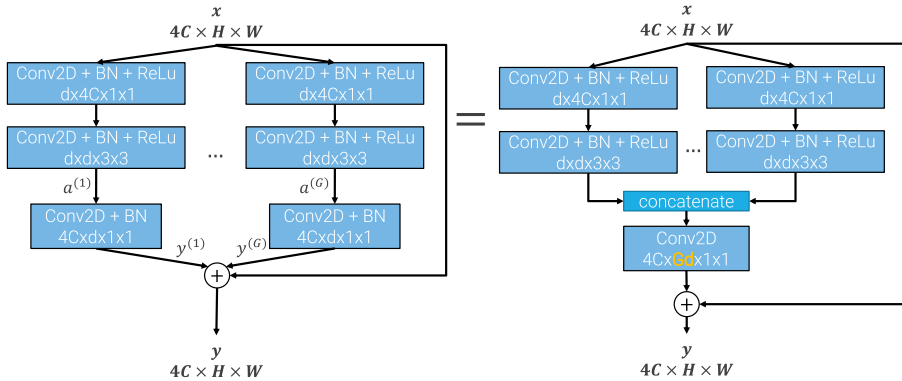 x
4C × H × W
Conv2D + BN + ReLu
dx4Cx1x1
Conv2D + BN + ReLu
dx4Cx1x1
Conv2D + BN + ReLu
dxdx3x3
...
Conv2D + BN + ReLu
dxdx3x3
a^(1)
a^(G)
Conv2D + BN
4Cxdx1x1
Conv2D + BN
4Cxdx1x1
y^(1)
y^(G)
+
y
4C × H × W
=
x
4C × H × W
Conv2D + BN + ReLu
dx4Cx1x1
Conv2D + BN + ReLu
dx4Cx1x1
Conv2D + BN + ReLu
dxdx3x3
...
Conv2D + BN + ReLu
dxdx3x3
concatenate
Conv2D
4CxGdx1x1
+
y
4C × H × W